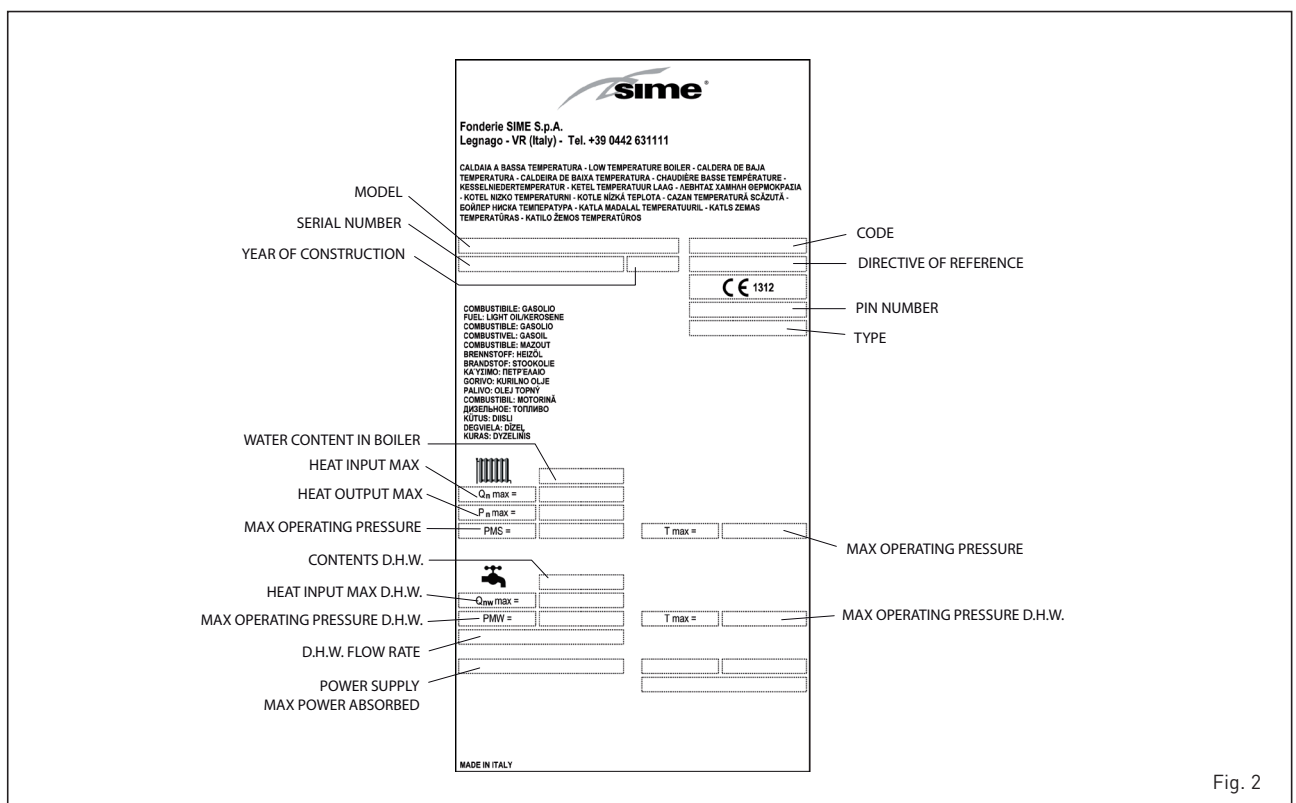 sime®
Fonderie SIME S.p.A.
Legnago - VR (Italy) - Tel. +39 0442 631111
CALDAIA A BASSA TEMPERATURA - LOW TEMPERATURE BOILER - CALDERA DE BAJA
TEMPERATURA - CALDEIRA DE BAIXA TEMPERATURA - CHAUDIÈRE BASSE TEMPÉRATURE -
KESSELNIEDERTEMPERATUR - KETEL TEMPERATUUR LAAG - ΛΕΒΗΤΑΣ ΧΑΜΗΛΗ ΘΕΡΜΟΚΡΑΣΙΑ
- KOTEL NIZKO TEMPERATURNI - KOTLE NÍZKÁ TEPLOTA - CAZAN TEMPERATURĂ SCĂZUTĂ -
БОЙЛЕР НИСКА ТЕМПЕРАТУРА - KATLA MADALAL TEMPERATUURIL - KATLS ZEMAS
TEMPERATŪRAS - KATILO ŽEMOS TEMPERATŪROS
MODEL
SERIAL NUMBER
YEAR OF CONSTRUCTION
CODE
DIRECTIVE OF REFERENCE
CE 1312
PIN NUMBER
TYPE
COMBUSTIBILE: GASOLIO
FUEL: LIGHT OIL/KEROSENE
COMBUSTIBLE: GASOLIO
COMBUSTIVEL: GASOIL
COMBUSTIBLE: MAZOUT
BRENNSTOFF: HEIZÖL
BRANDSTOF: STOOKOLIE
ΚΑΎΣΙΜΟ: ΠΕΤΡΈΛΑΙΟ
GORIVO: KURILNO OLJE
PALIVO: OLEJ TOPNÝ
COMBUSTIBIL: MOTORINĂ
ДИЗЕЛЬНОЕ: ТОПЛИВО
KÜTUS: DIISLI
DEGVIELA: DĪZEĻ
KURAS: DYZELINIS
WATER CONTENT IN BOILER
HEAT INPUT MAX
Qn max =
HEAT OUTPUT MAX
Pn max =
MAX OPERATING PRESSURE
PMS =
T max =
MAX OPERATING PRESSURE
CONTENTS D.H.W.
HEAT INPUT MAX D.H.W.
Qnw max =
MAX OPERATING PRESSURE D.H.W.
PMW =
T max =
MAX OPERATING PRESSURE D.H.W.
D.H.W. FLOW RATE
POWER SUPPLY
MAX POWER ABSORBED
MADE IN ITALY
Fig. 2